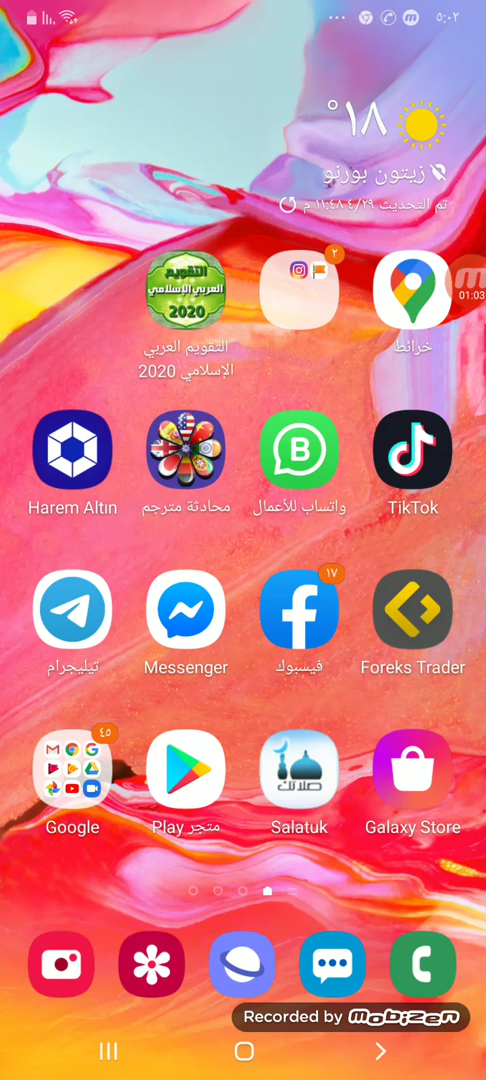 ٥:٠٢
١٨°
زيتون بورنو
تم التحديث ٤/٢٩ ١١:٤٨ م
01:03
٢
التقويم
العربي الإسلامي
2020
خرائط
التقويم العربي
الإسلامي 2020
B
TikTok
واتساب للأعمال
محادثة مترجم
Harem Altın
١٧
Foreks Trader
فيسبوك
Messenger
تيليجرام
٤٥
صلاتك
Galaxy Store
Salatuk
متجر Play
Google
Recorded by mobizen